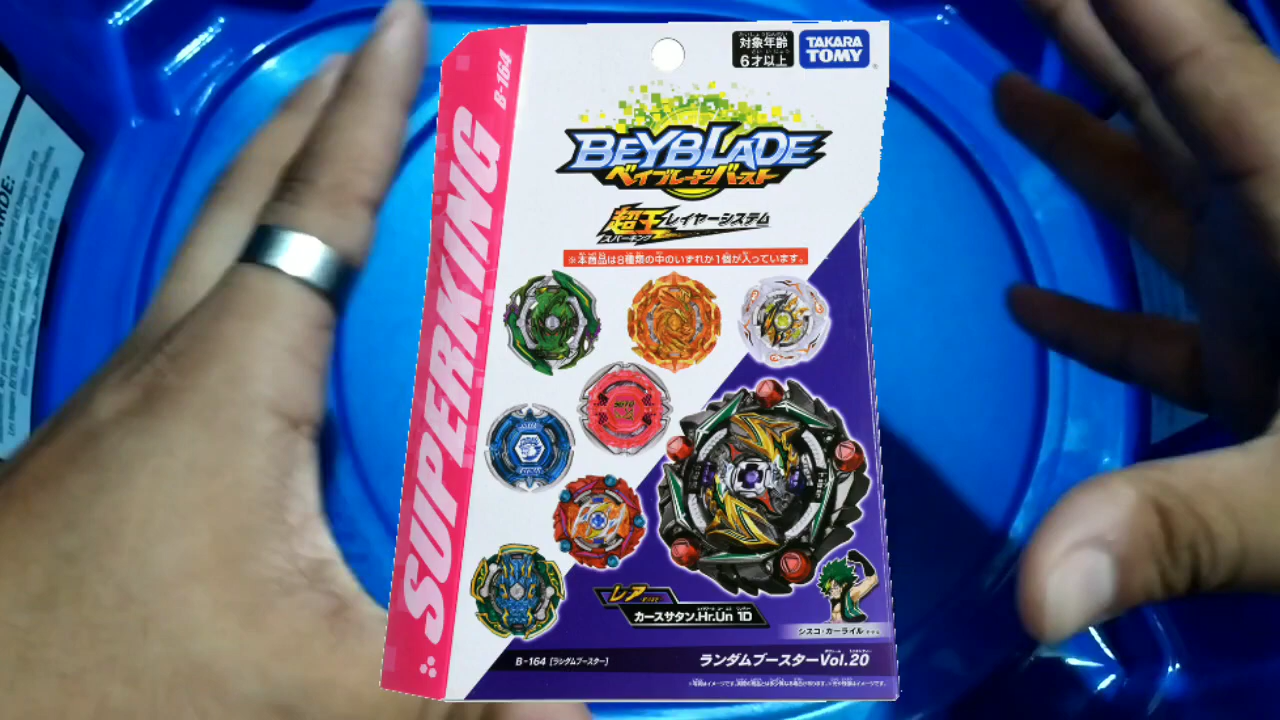 対象年齢
6才以上
TAKARA
TOMY
B-164
SUPERKING
BEYBLADE
ベイブレードバースト
超王レイヤーシステム
スパーキング
※本商品は8種類の中のいずれか1個が入っています。
レア
カースサタン.Hr.Un 1D
シスコ・カーライル
B-164 [ランダムブースター]
ランダムブースターVol.20